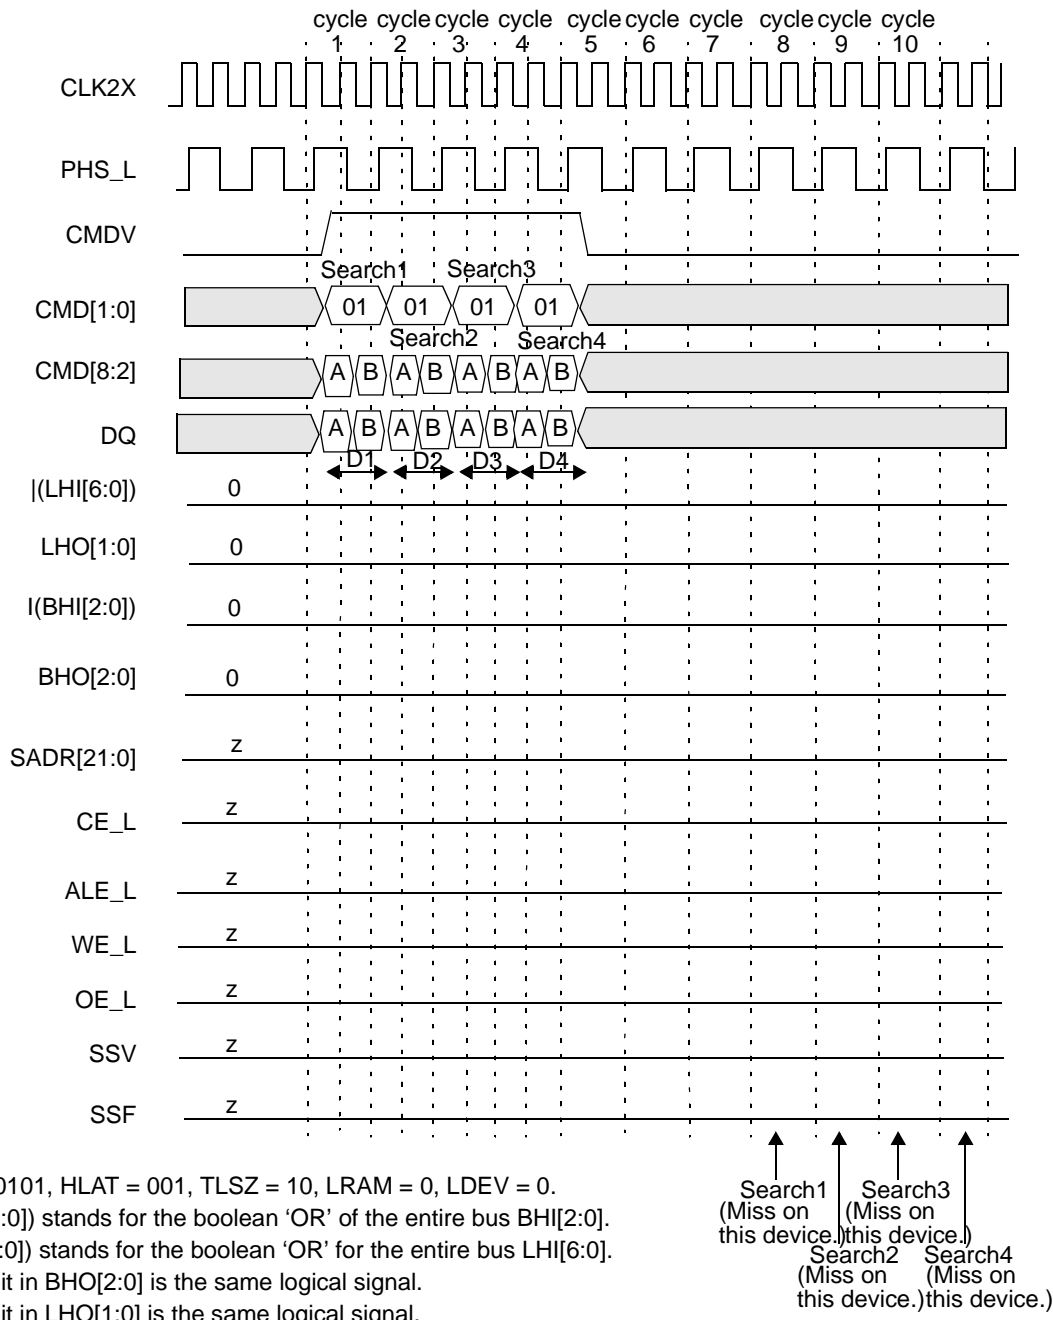 cycle cycle cycle cycle cycle cycle cycle cycle cycle cycle
1 2 3 4 5 6 7 8 9 10
CLK2X
PHS_L
CMDV
Search1 Search3
CMD[1:0] 01 01 01 01
Search2 Search4
CMD[8:2] A B A B A B A B
DQ A B A B A B A B
D1 D2 D3 D4
|(LHI[6:0]) 0
LHO[1:0] 0
I(BHI[2:0]) 0
BHO[2:0] 0
SADR[21:0] z
CE_L z
ALE_L z
WE_L z
OE_L z
SSV z
SSF z
0101, HLAT = 001, TLSZ = 10, LRAM = 0, LDEV = 0.
:0]) stands for the boolean ‘OR’ of the entire bus BHI[2:0].
:0]) stands for the boolean ‘OR’ for the entire bus LHI[6:0].
it in BHO[2:0] is the same logical signal.
it in LHO[1:0] is the same logical signal.
Search1
(Miss on
this device.)
Search3
(Miss on
this device.)
Search2
(Miss on
this device.)
Search4
(Miss on
this device.)